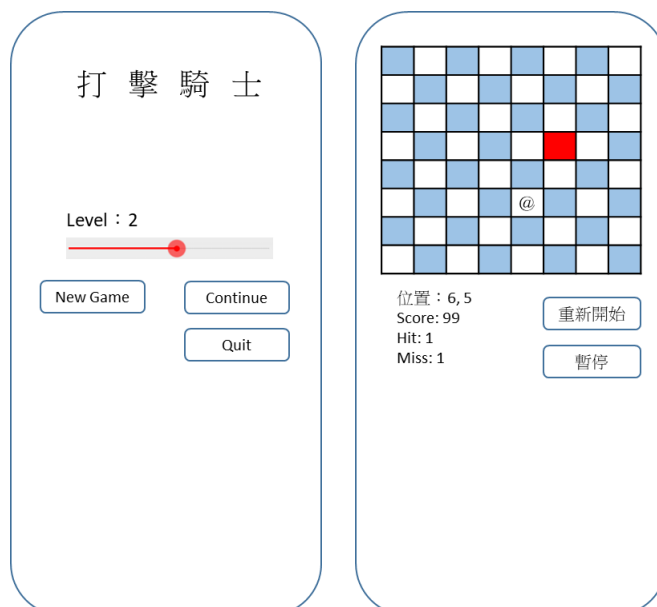 打 擊 騎 士
Level：2
New Game
Continue
Quit
@
位置：6, 5
Score: 99
Hit: 1
Miss: 1
重新開始
暫停